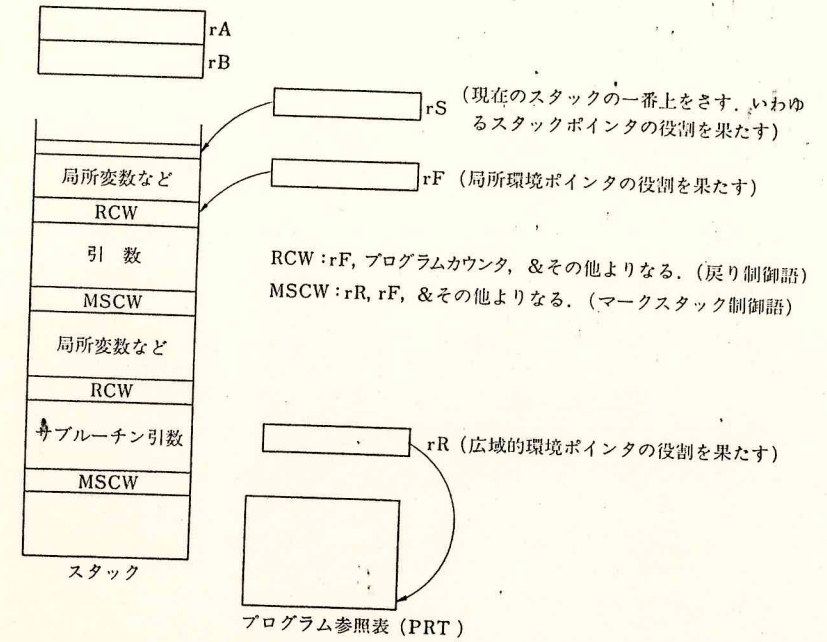 rA
rB
rS (現在のスタックの一番上をさす.いわゆ
るスタックポインタの役割を果たす)
rF (局所環境ポインタの役割を果たす)
局所変数など
RCW
引 数
MSCW
局所変数など
RCW
サブルーチン引数
MSCW
スタック
RCW:rF, プログラムカウンタ, &その他よりなる.(戻り制御語)
MSCW:rR, rF, &その他よりなる.(マークスタック制御語)
rR (広域的環境ポインタの役割を果たす)
プログラム参照表 (PRT)